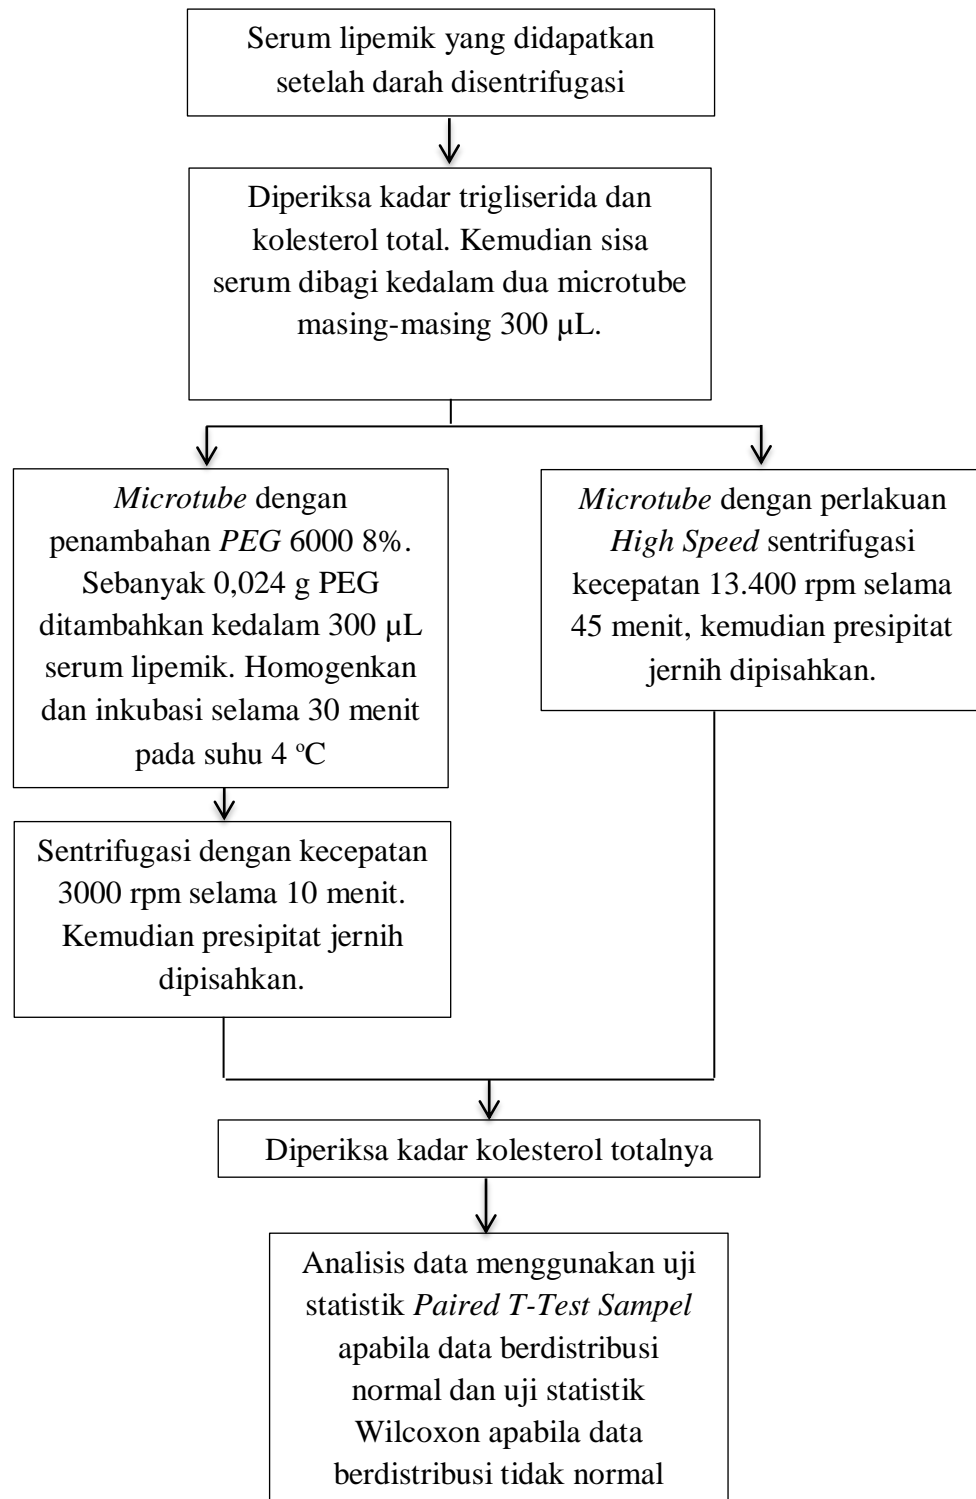 Serum lipemik yang didapatkan
setelah darah disentrifugasi
Diperiksa kadar trigliserida dan
kolesterol total. Kemudian sisa
serum dibagi kedalam dua microtube
masing-masing 300 µL.
Microtube dengan
penambahan PEG 6000 8%.
Sebanyak 0,024 g PEG
ditambahkan kedalam 300 µL
serum lipemik. Homogenkan
dan inkubasi selama 30 menit
pada suhu 4 °C
Microtube dengan perlakuan
High Speed sentrifugasi
kecepatan 13.400 rpm selama
45 menit, kemudian presipitat
jernih dipisahkan.
Sentrifugasi dengan kecepatan
3000 rpm selama 10 menit.
Kemudian presipitat jernih
dipisahkan.
Diperiksa kadar kolesterol totalnya
Analisis data menggunakan uji
statistik Paired T-Test Sampel
apabila data berdistribusi
normal dan uji statistik
Wilcoxon apabila data
berdistribusi tidak normal